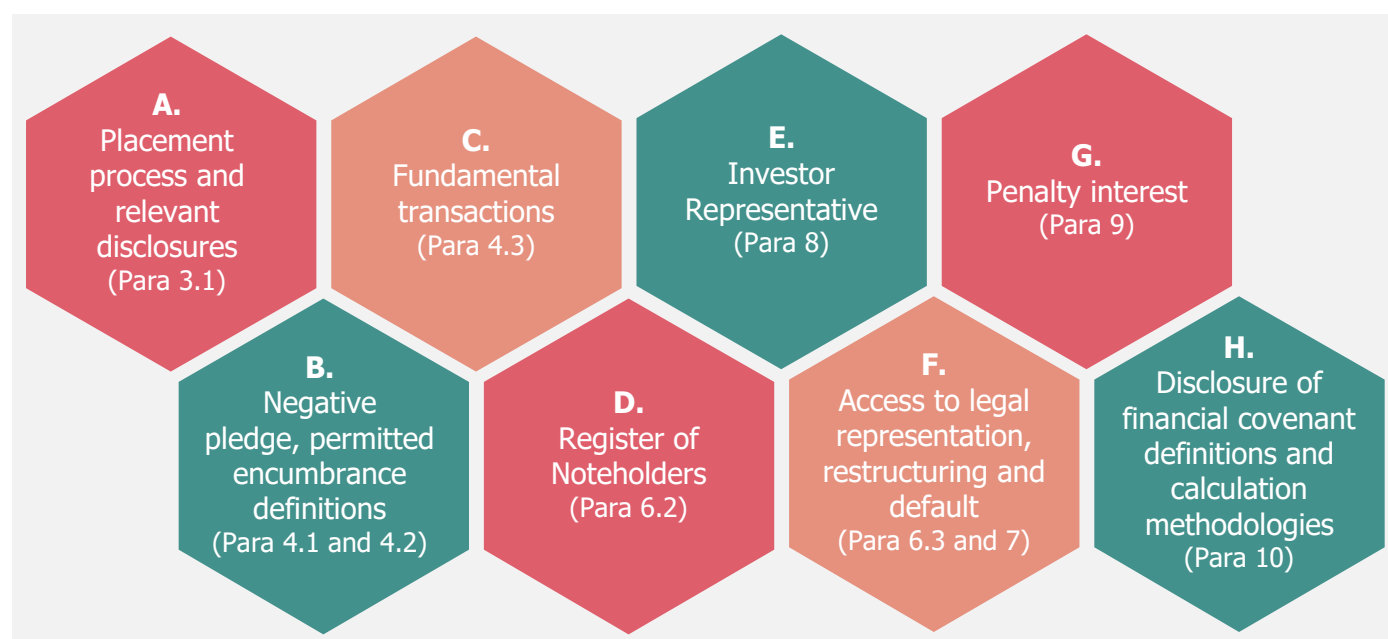 A.
Placement
process and
relevant
disclosures
(Para 3.1)
B.
Negative
pledge, permitted
encumbrance
definitions
(Para 4.1 and 4.2)
C.
Fundamental
transactions
(Para 4.3)
D.
Register of
Noteholders
(Para 6.2)
E.
Investor
Representative
(Para 8)
F.
Access to legal
representation,
restructuring and
default
(Para 6.3 and 7)
G.
Penalty interest
(Para 9)
H.
Disclosure of
financial covenant
definitions and
calculation
methodologies
(Para 10)